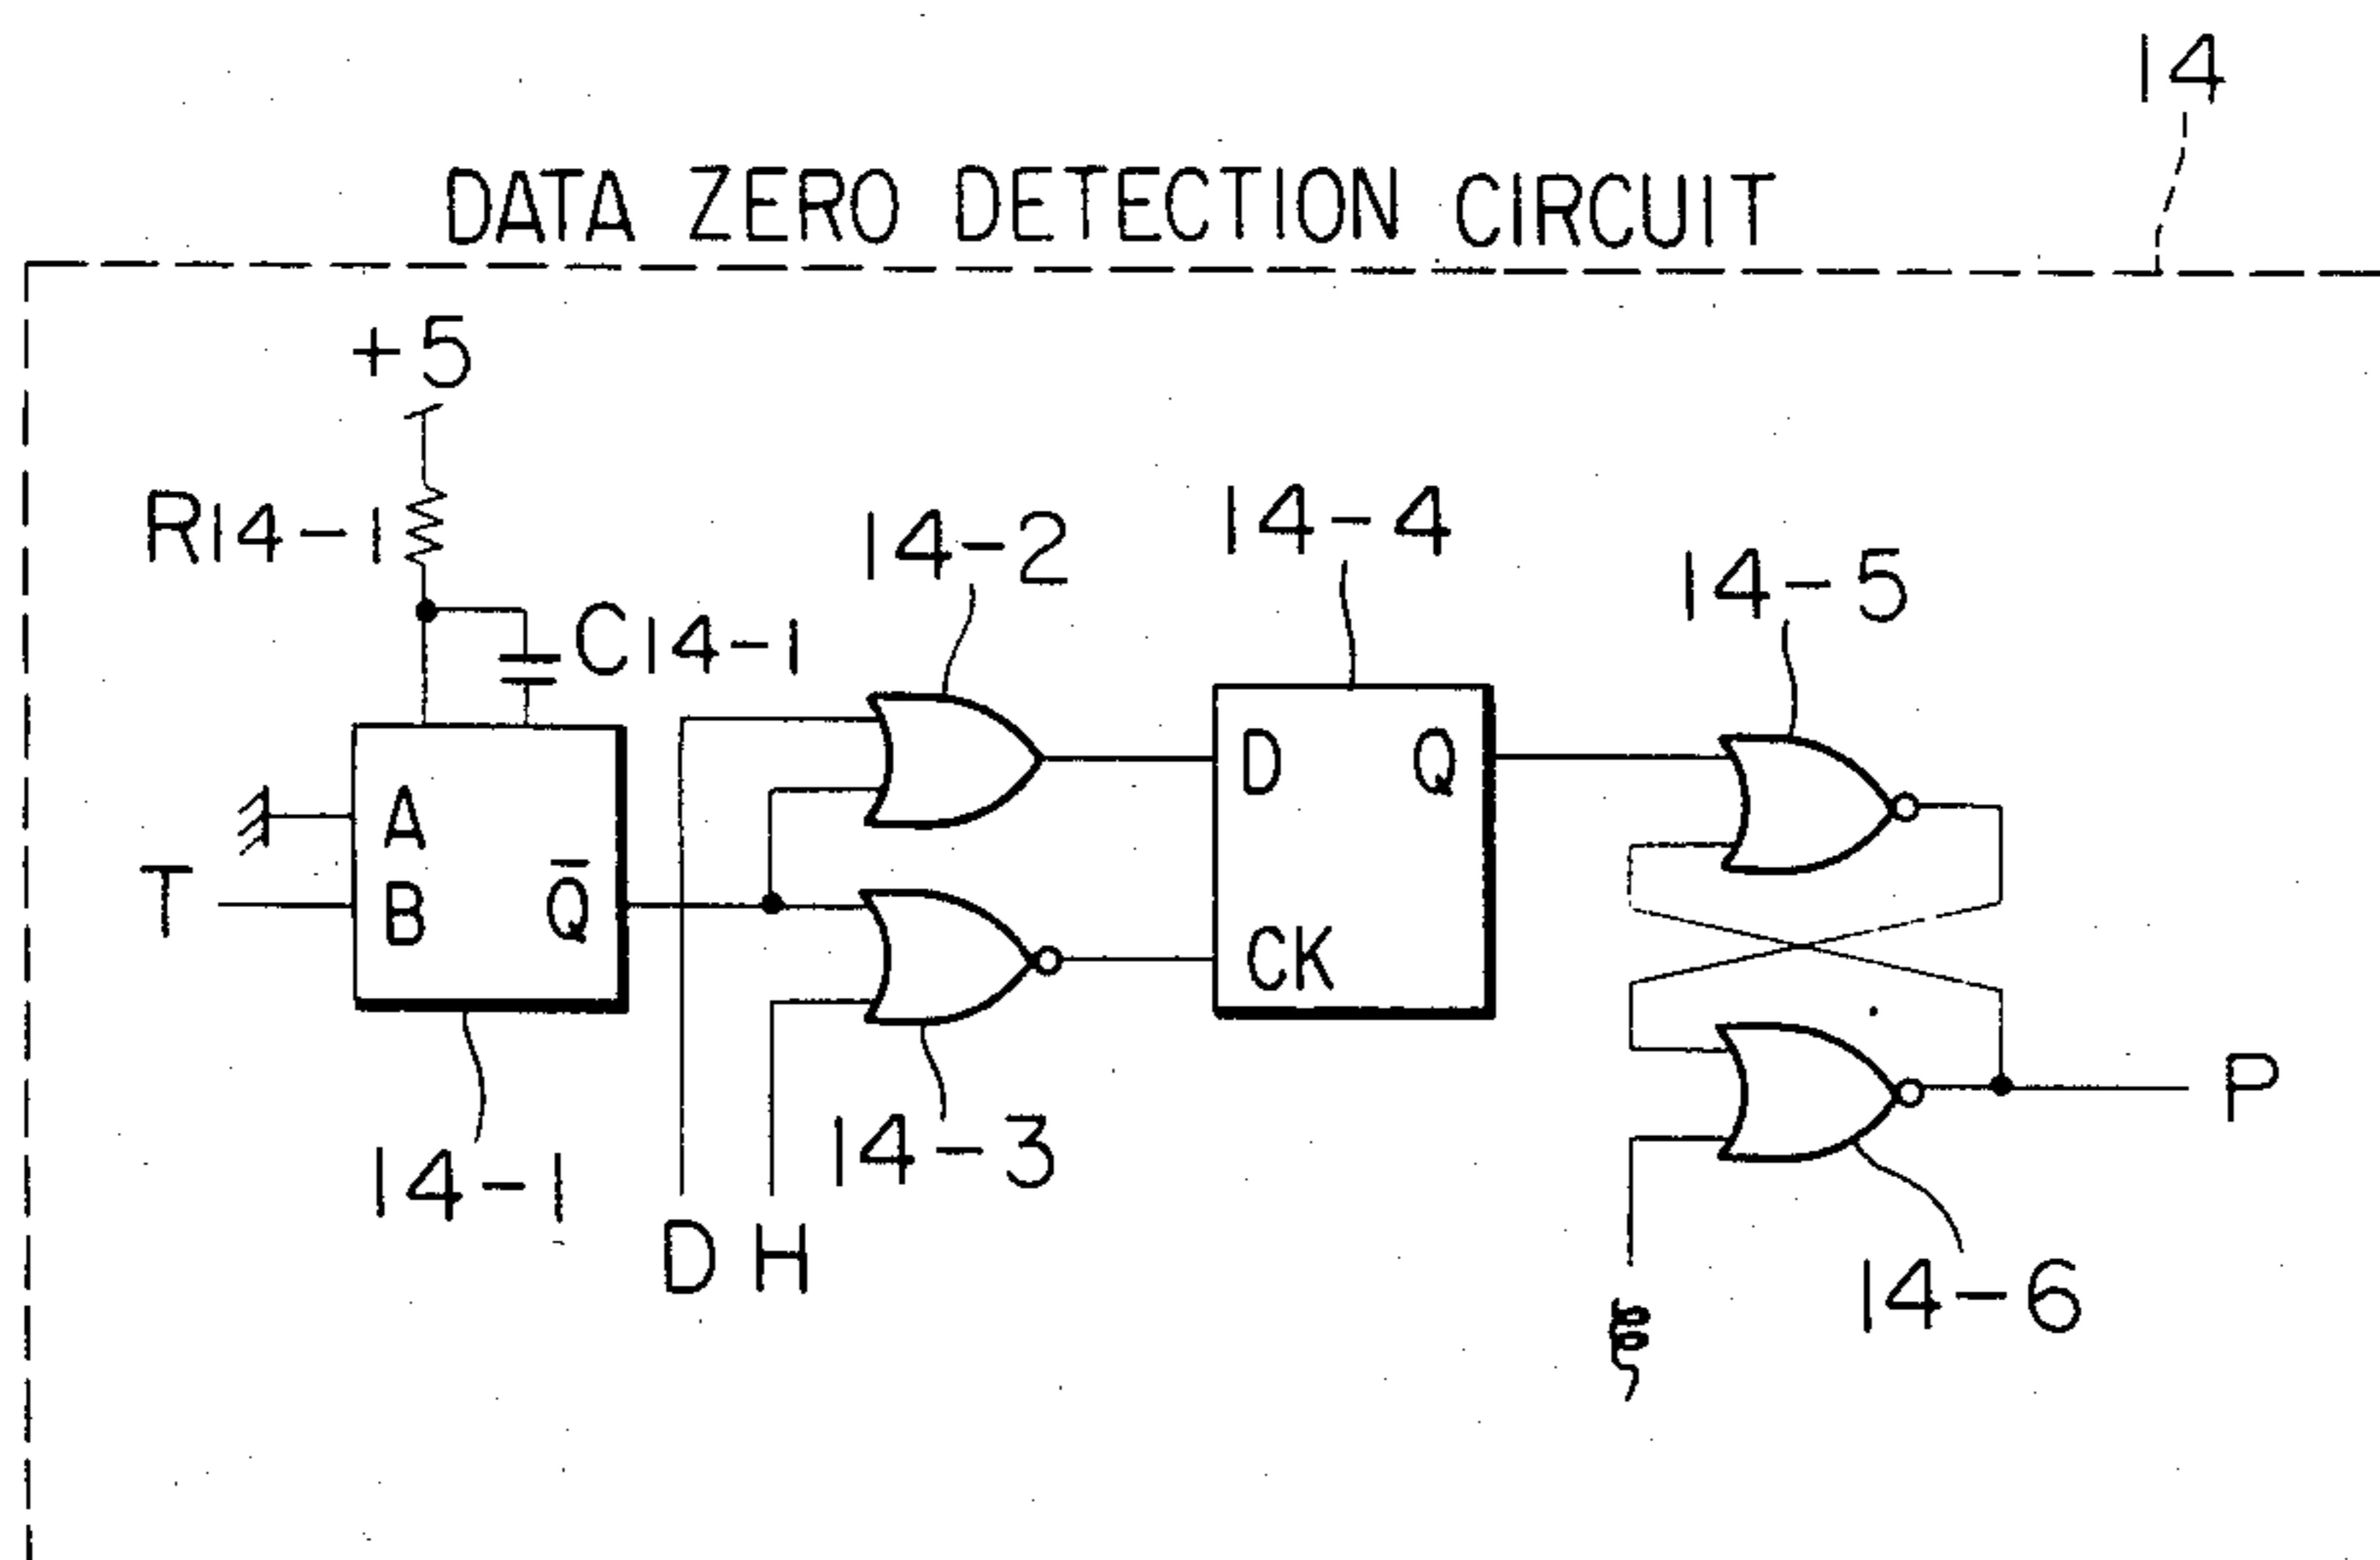 14
DATA ZERO DETECTION CIRCUIT
+5
R14-1
C14-1
14-2
14-4
14-5
A
B
Q̅
T
D
Q
CK
14-1
14-3
D
H
P
14-6
ξ